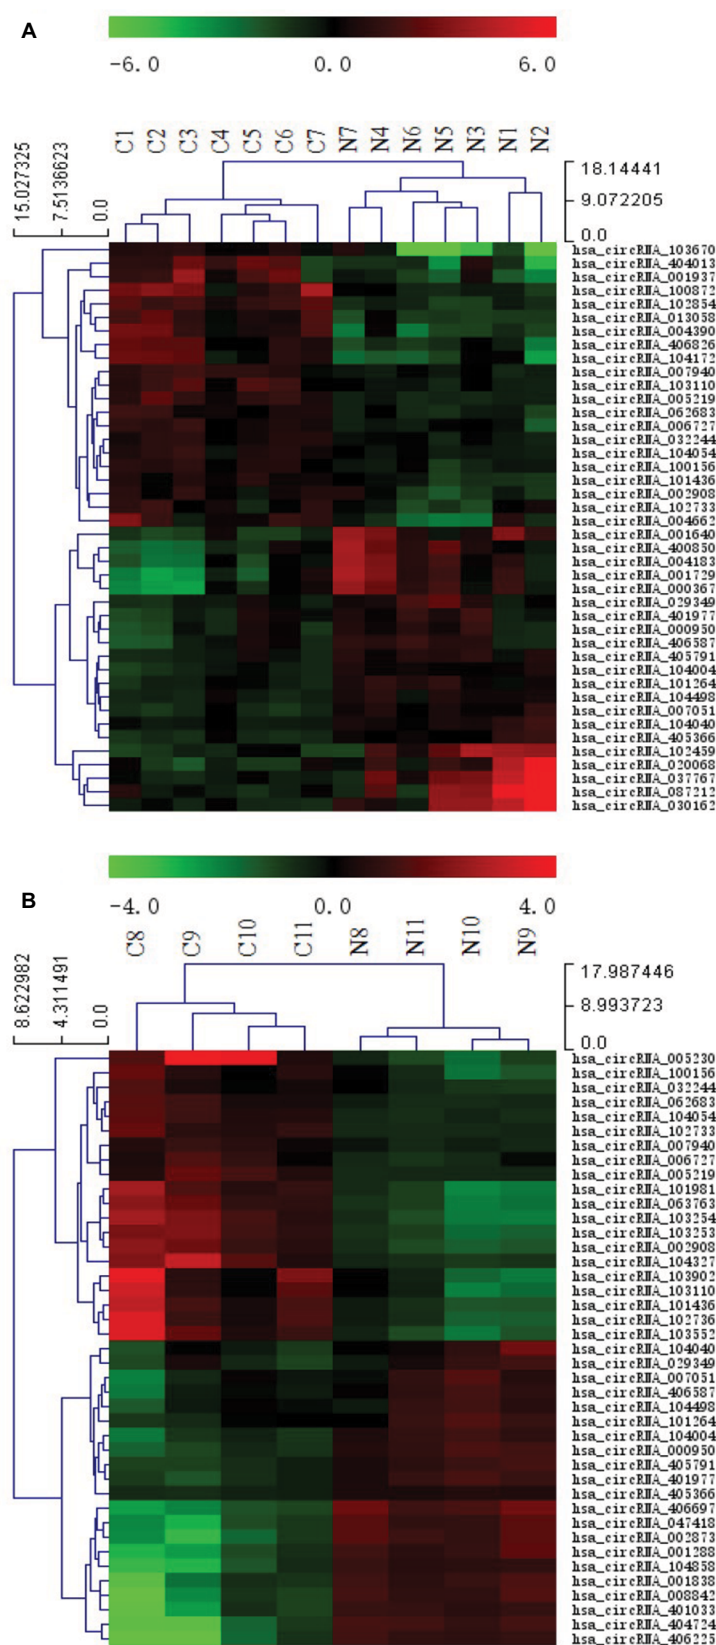 A
-6.0 0.0 6.0
15.027325 7.5136623 0.0
C1 C2 C3 C4 C5 C6 C7 N7 N4 N6 N5 N3 N1 N2
18.14441
9.072205
0.0
hsa_circRNA_103670
hsa_circRNA_404013
hsa_circRNA_001937
hsa_circRNA_100872
hsa_circRNA_102854
hsa_circRNA_013058
hsa_circRNA_004390
hsa_circRNA_406826
hsa_circRNA_104172
hsa_circRNA_007940
hsa_circRNA_103110
hsa_circRNA_005219
hsa_circRNA_062683
hsa_circRNA_006727
hsa_circRNA_032244
hsa_circRNA_104054
hsa_circRNA_100156
hsa_circRNA_101436
hsa_circRNA_002908
hsa_circRNA_102733
hsa_circRNA_004662
hsa_circRNA_001640
hsa_circRNA_400850
hsa_circRNA_004183
hsa_circRNA_001729
hsa_circRNA_000367
hsa_circRNA_029349
hsa_circRNA_401977
hsa_circRNA_000950
hsa_circRNA_406587
hsa_circRNA_405791
hsa_circRNA_104004
hsa_circRNA_101264
hsa_circRNA_104498
hsa_circRNA_007051
hsa_circRNA_104040
hsa_circRNA_405366
hsa_circRNA_102459
hsa_circRNA_020068
hsa_circRNA_037767
hsa_circRNA_087212
hsa_circRNA_030162
B
-4.0 0.0 4.0
8.622982 4.311491 0.0
C8 C9 C10 C11 N8 N11 N10 N9
17.987446
8.993723
0.0
hsa_circRNA_005230
hsa_circRNA_100156
hsa_circRNA_032244
hsa_circRNA_062683
hsa_circRNA_104054
hsa_circRNA_102733
hsa_circRNA_007940
hsa_circRNA_006727
hsa_circRNA_005219
hsa_circRNA_101981
hsa_circRNA_063763
hsa_circRNA_103254
hsa_circRNA_103253
hsa_circRNA_002908
hsa_circRNA_104327
hsa_circRNA_103902
hsa_circRNA_103110
hsa_circRNA_101436
hsa_circRNA_102736
hsa_circRNA_103552
hsa_circRNA_104040
hsa_circRNA_029349
hsa_circRNA_007051
hsa_circRNA_406587
hsa_circRNA_104498
hsa_circRNA_101264
hsa_circRNA_104004
hsa_circRNA_000950
hsa_circRNA_405791
hsa_circRNA_401977
hsa_circRNA_405366
hsa_circRNA_406697
hsa_circRNA_047418
hsa_circRNA_002873
hsa_circRNA_001288
hsa_circRNA_104858
hsa_circRNA_001838
hsa_circRNA_008842
hsa_circRNA_401033
hsa_circRNA_404724
hsa_circRNA_406225